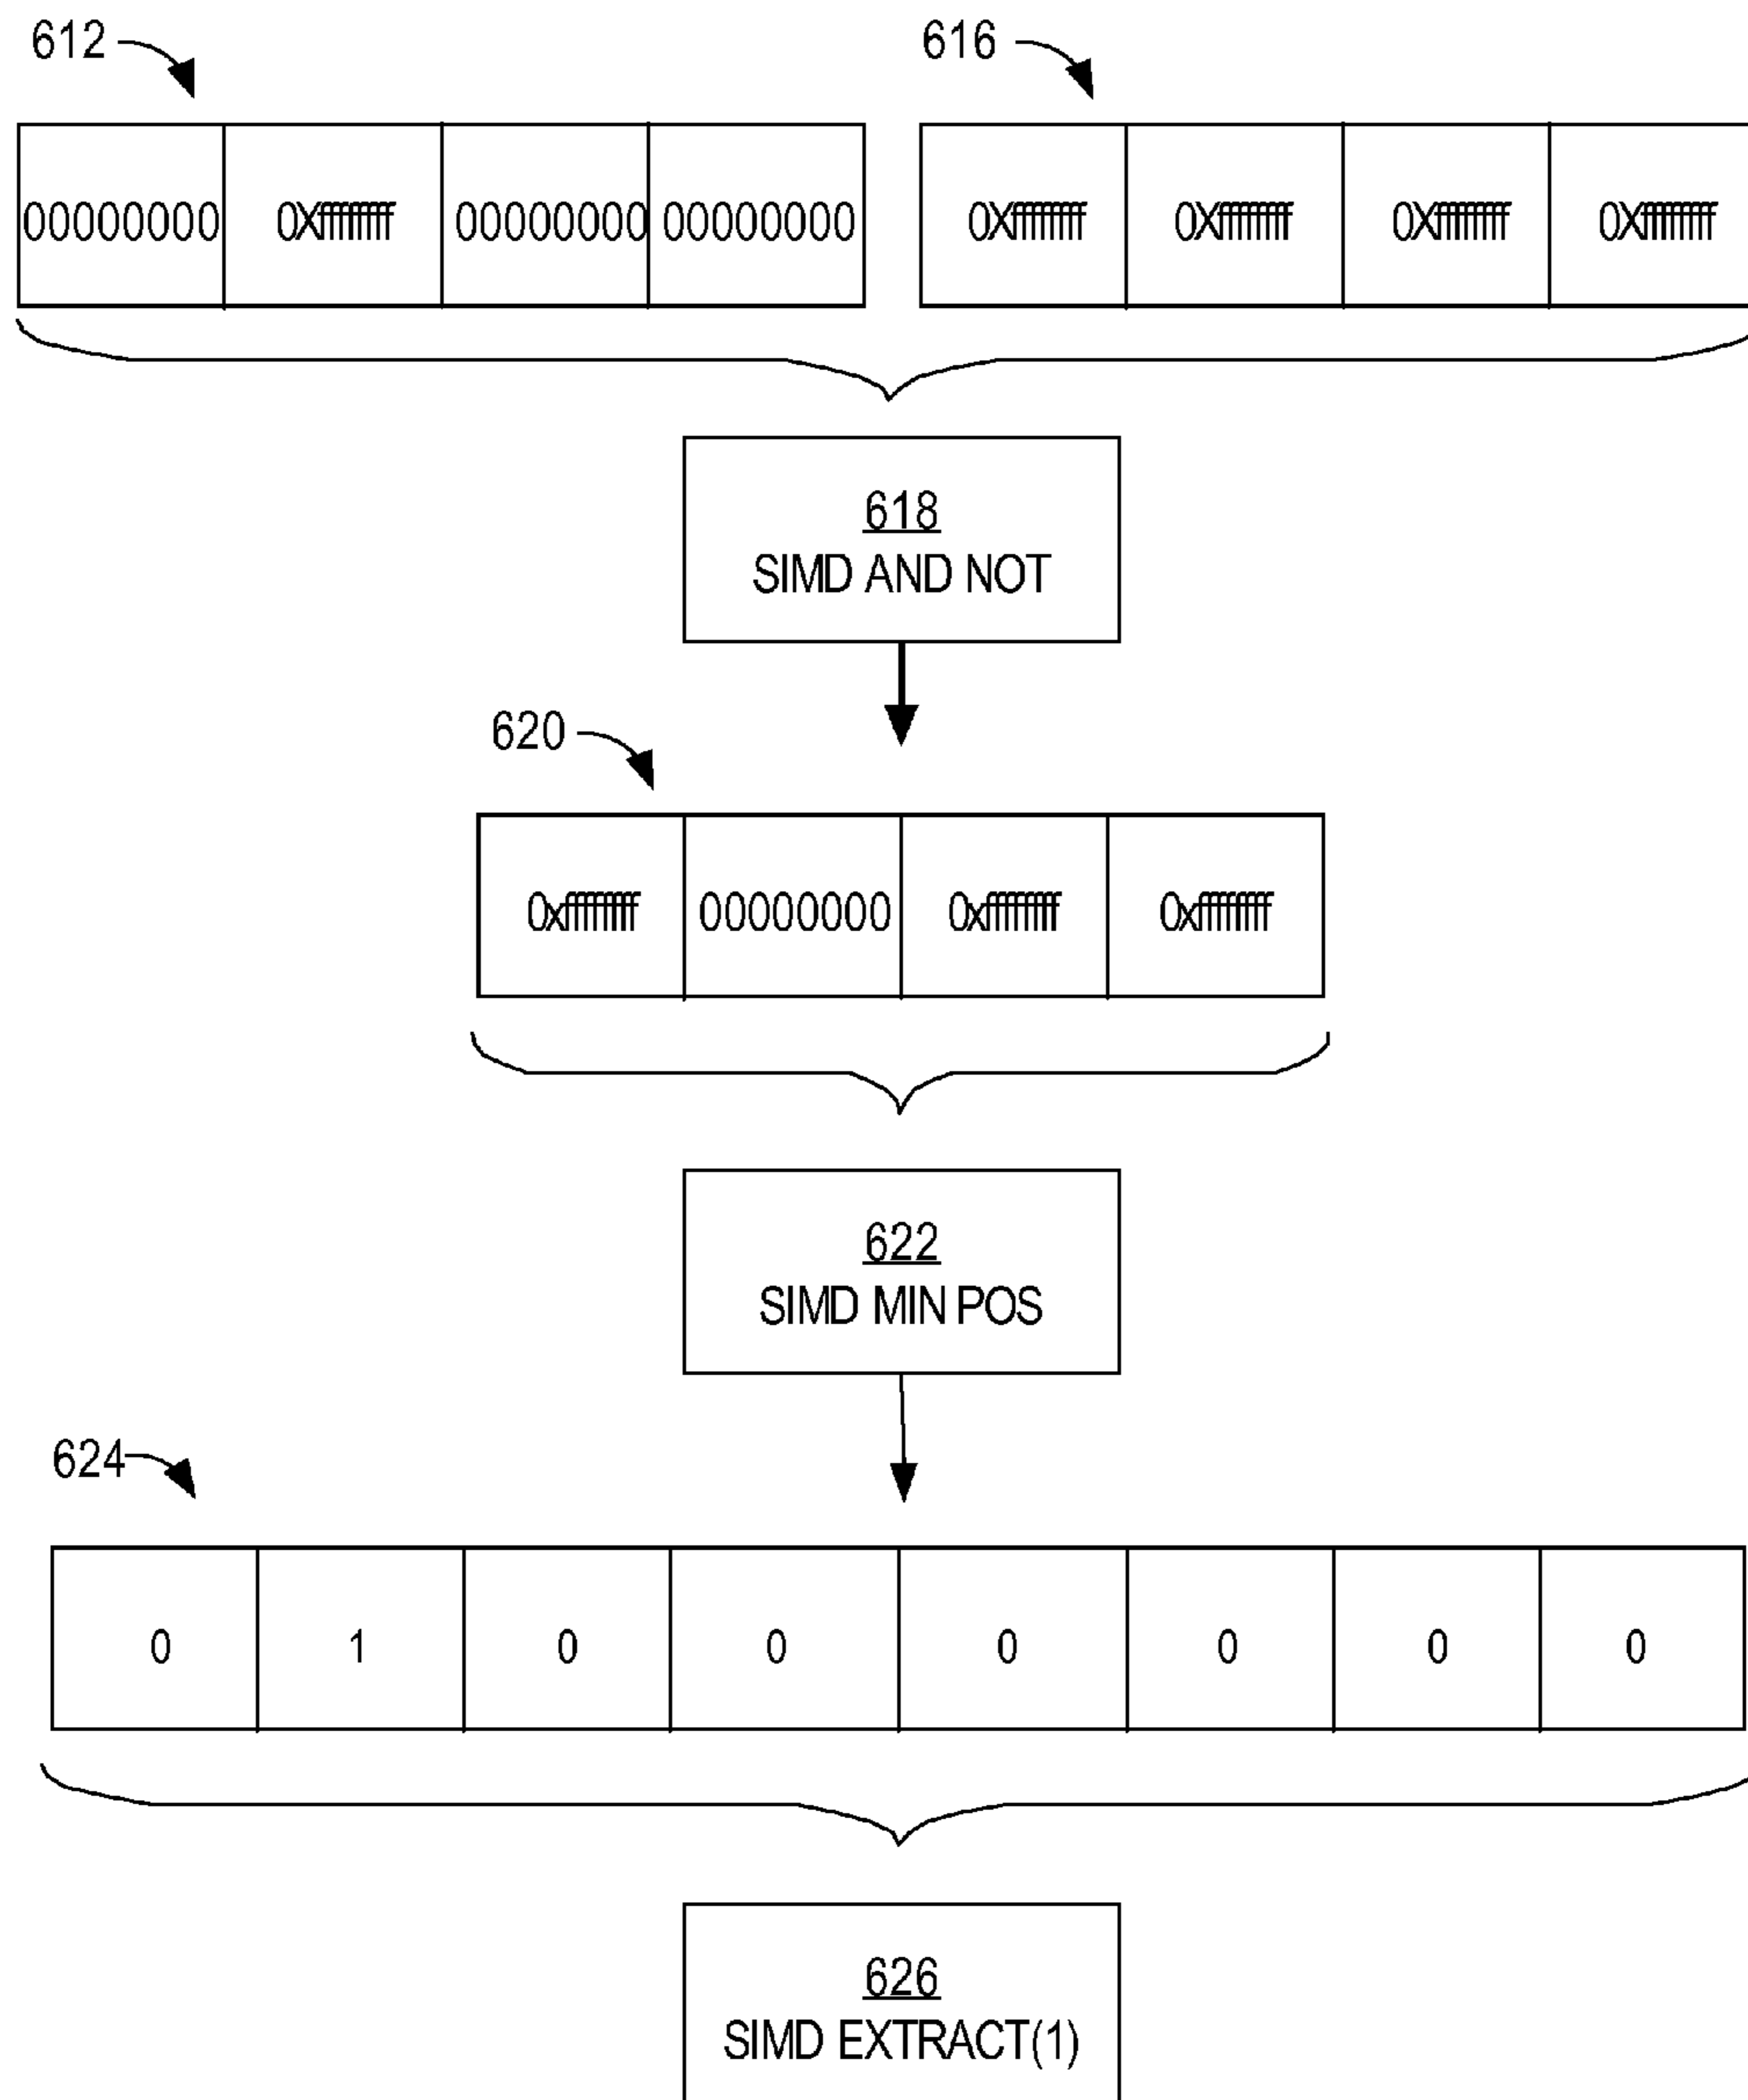 612
616
00000000 0Xffffffff 00000000 00000000 0Xffffffff 0Xffffffff 0Xffffffff 0Xffffffff
618
SIMD AND NOT
620
0xffffffff 00000000 0xffffffff 0xffffffff
622
SIMD MIN POS
624
0 1 0 0 0 0 0 0
626
SIMD EXTRACT(1)